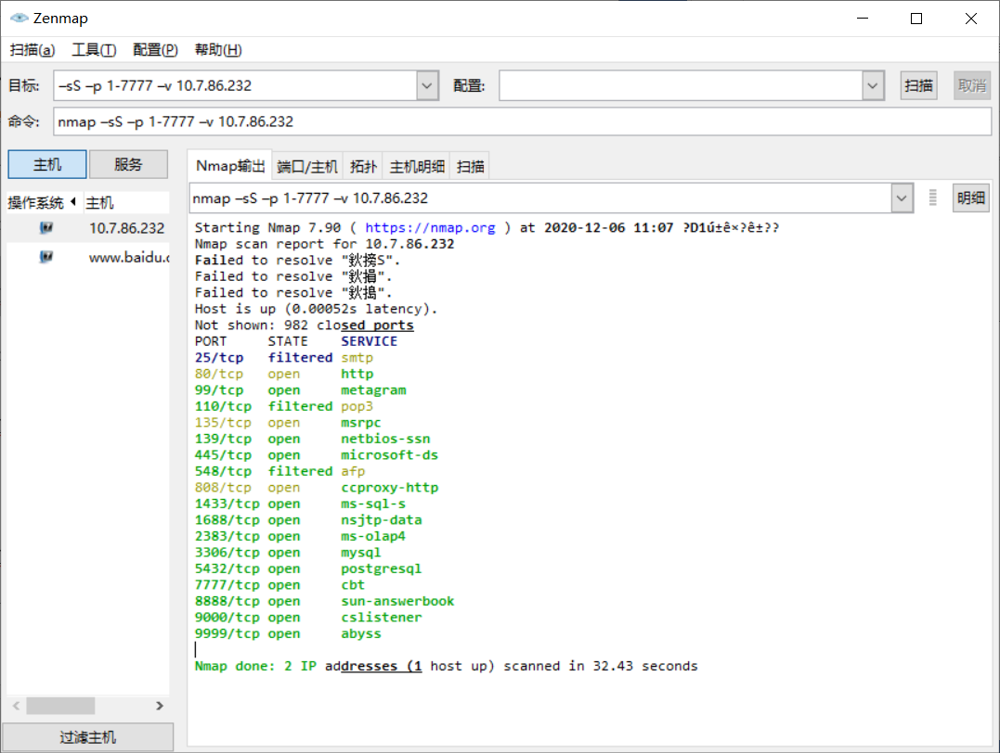 Zenmap
扫描(a) 工具(T) 配置(P) 帮助(H)
目标: –sS –p 1-7777 –v 10.7.86.232 配置: 扫描 取消
命令: nmap –sS –p 1-7777 –v 10.7.86.232
主机 服务
Nmap输出 端口/主机 拓扑 主机明细 扫描
操作系统 主机
10.7.86.232
www.baidu.c
过滤主机
nmap –sS –p 1-7777 –v 10.7.86.232 明细
Starting Nmap 7.90 ( https://nmap.org ) at 2020-12-06 11:07 ?D1ú±ê×?ê±??
Nmap scan report for 10.7.86.232
Failed to resolve "鈥搒S".
Failed to resolve "鈥損".
Failed to resolve "鈥搗".
Host is up (0.00052s latency).
Not shown: 982 closed ports
PORT STATE SERVICE
25/tcp filtered smtp
80/tcp open http
99/tcp open metagram
110/tcp filtered pop3
135/tcp open msrpc
139/tcp open netbios-ssn
445/tcp open microsoft-ds
548/tcp filtered afp
808/tcp open ccproxy-http
1433/tcp open ms-sql-s
1688/tcp open nsjtp-data
2383/tcp open ms-olap4
3306/tcp open mysql
5432/tcp open postgresql
7777/tcp open cbt
8888/tcp open sun-answerbook
9000/tcp open cslistener
9999/tcp open abyss
Nmap done: 2 IP addresses (1 host up) scanned in 32.43 seconds